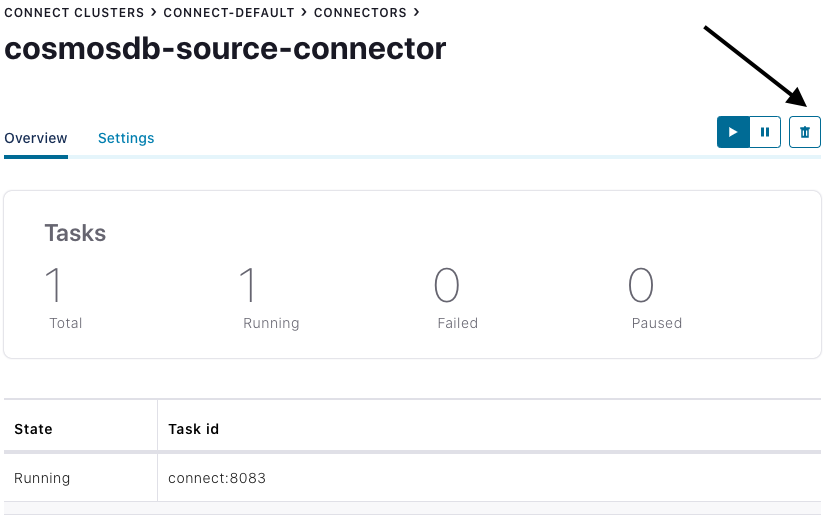 CONNECT CLUSTERS > CONNECT-DEFAULT > CONNECTORS >
cosmosdb-source-connector
Overview Settings
Tasks
1 1 0 0
Total Running Failed Paused
State Task id
Running connect:8083